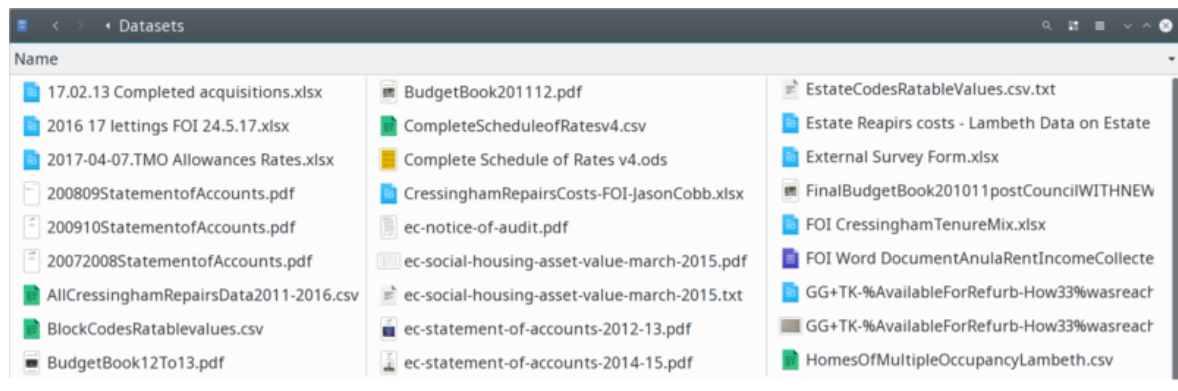 Datasets
Name
17.02.13 Completed acquisitions.xlsx
2016 17 lettings FOI 24.5.17.xlsx
2017-04-07.TMO Allowances Rates.xlsx
200809StatementofAccounts.pdf
200910StatementofAccounts.pdf
20072008StatementofAccounts.pdf
AllCressinghamRepairsData2011-2016.csv
BlockCodesRatablevalues.csv
BudgetBook12To13.pdf
BudgetBook201112.pdf
CompleteScheduleofRatesv4.csv
Complete Schedule of Rates v4.ods
CressinghamRepairsCosts-FOI-JasonCobb.xlsx
ec-notice-of-audit.pdf
ec-social-housing-asset-value-march-2015.pdf
ec-social-housing-asset-value-march-2015.txt
ec-statement-of-accounts-2012-13.pdf
ec-statement-of-accounts-2014-15.pdf
EstateCodesRatableValues.csv.txt
Estate Reapirs costs - Lambeth Data on Estate
External Survey Form.xlsx
FinalBudgetBook201011postCouncilWITHNEW
FOI CressinghamTenureMix.xlsx
FOI Word DocumentAnulaRentIncomeCollecte
GG+TK-%AvailableForRefurb-How33%wasreach
GG+TK-%AvailableForRefurb-How33%wasreach
HomesOfMultipleOccupancyLambeth.csv